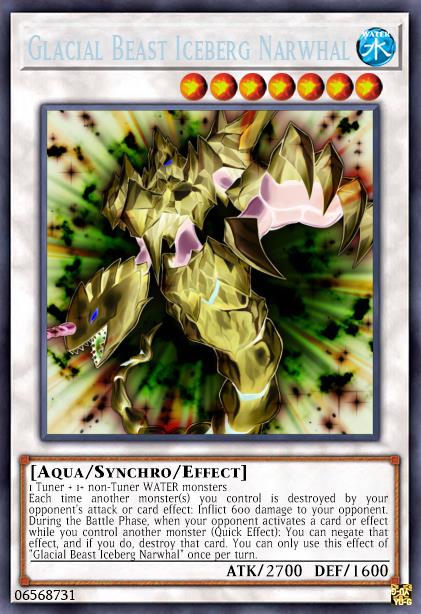 Glacial Beast Iceberg Narwhal
WATER
水
[Aqua/Synchro/Effect]
1 Tuner + 1+ non-Tuner WATER monsters
Each time another monster(s) you control is destroyed by your
opponent's attack or card effect: Inflict 600 damage to your opponent.
During the Battle Phase, when your opponent activates a card or effect
while you control another monster (Quick Effect): You can negate that
effect, and if you do, destroy that card. You can only use this effect of
"Glacial Beast Iceberg Narwhal" once per turn.
ATK/2700 DEF/1600
06568731